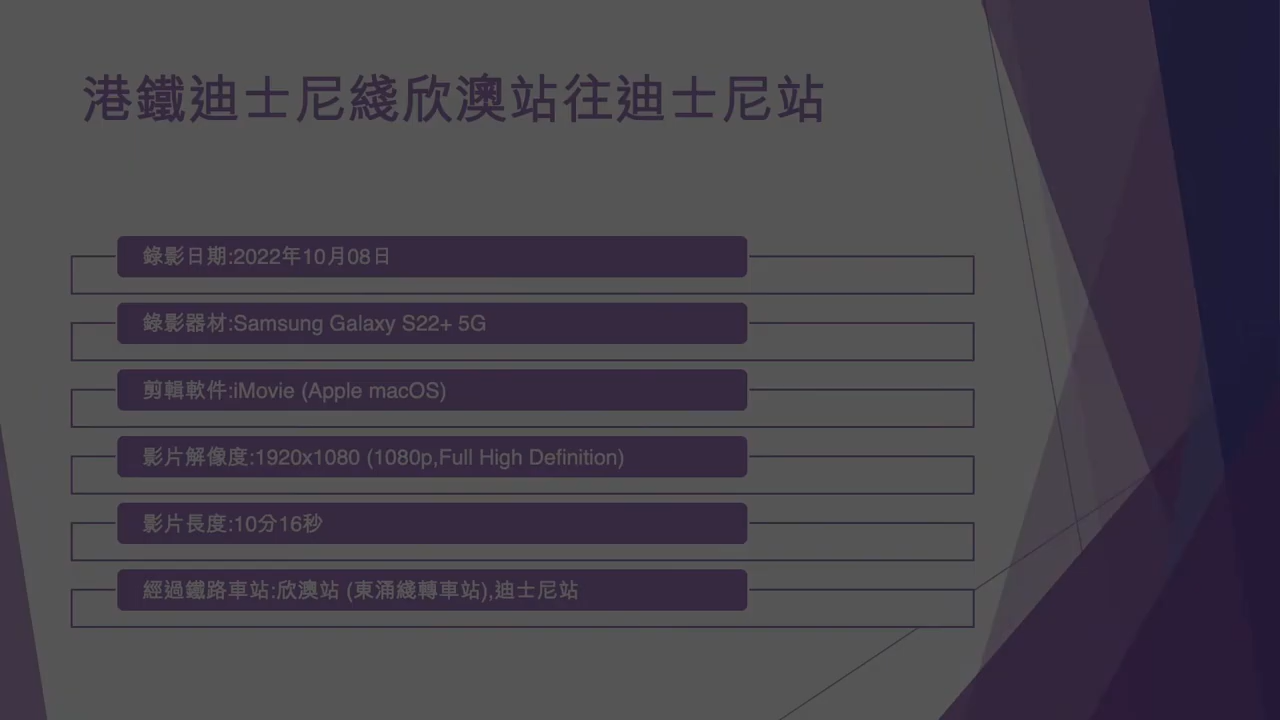 港鐵迪士尼綫欣澳站往迪士尼站
錄影日期:2022年10月08日
錄影器材:Samsung Galaxy S22+ 5G
剪輯軟件:iMovie (Apple macOS)
影片解像度:1920x1080 (1080p,Full High Definition)
影片長度:10分16秒
經過鐵路車站:欣澳站 (東涌綫轉車站),迪士尼站